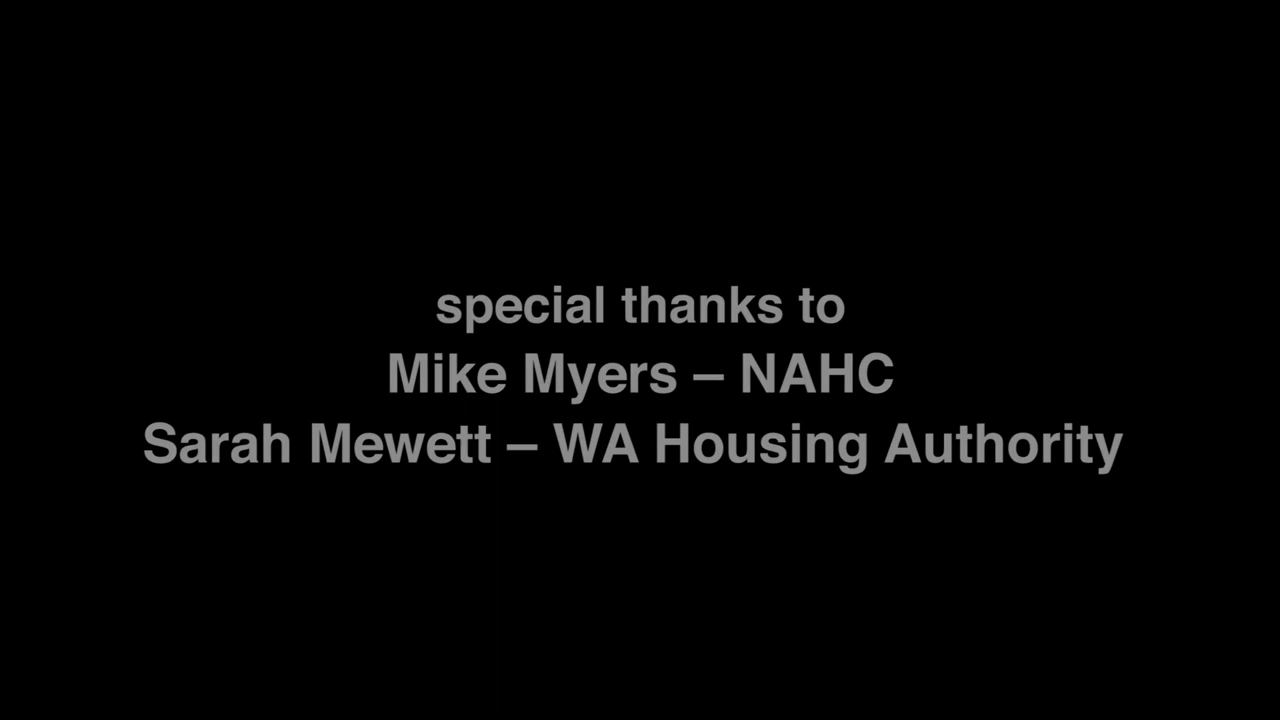 special thanks to
Mike Myers – NAHC
Sarah Mewett – WA Housing Authority